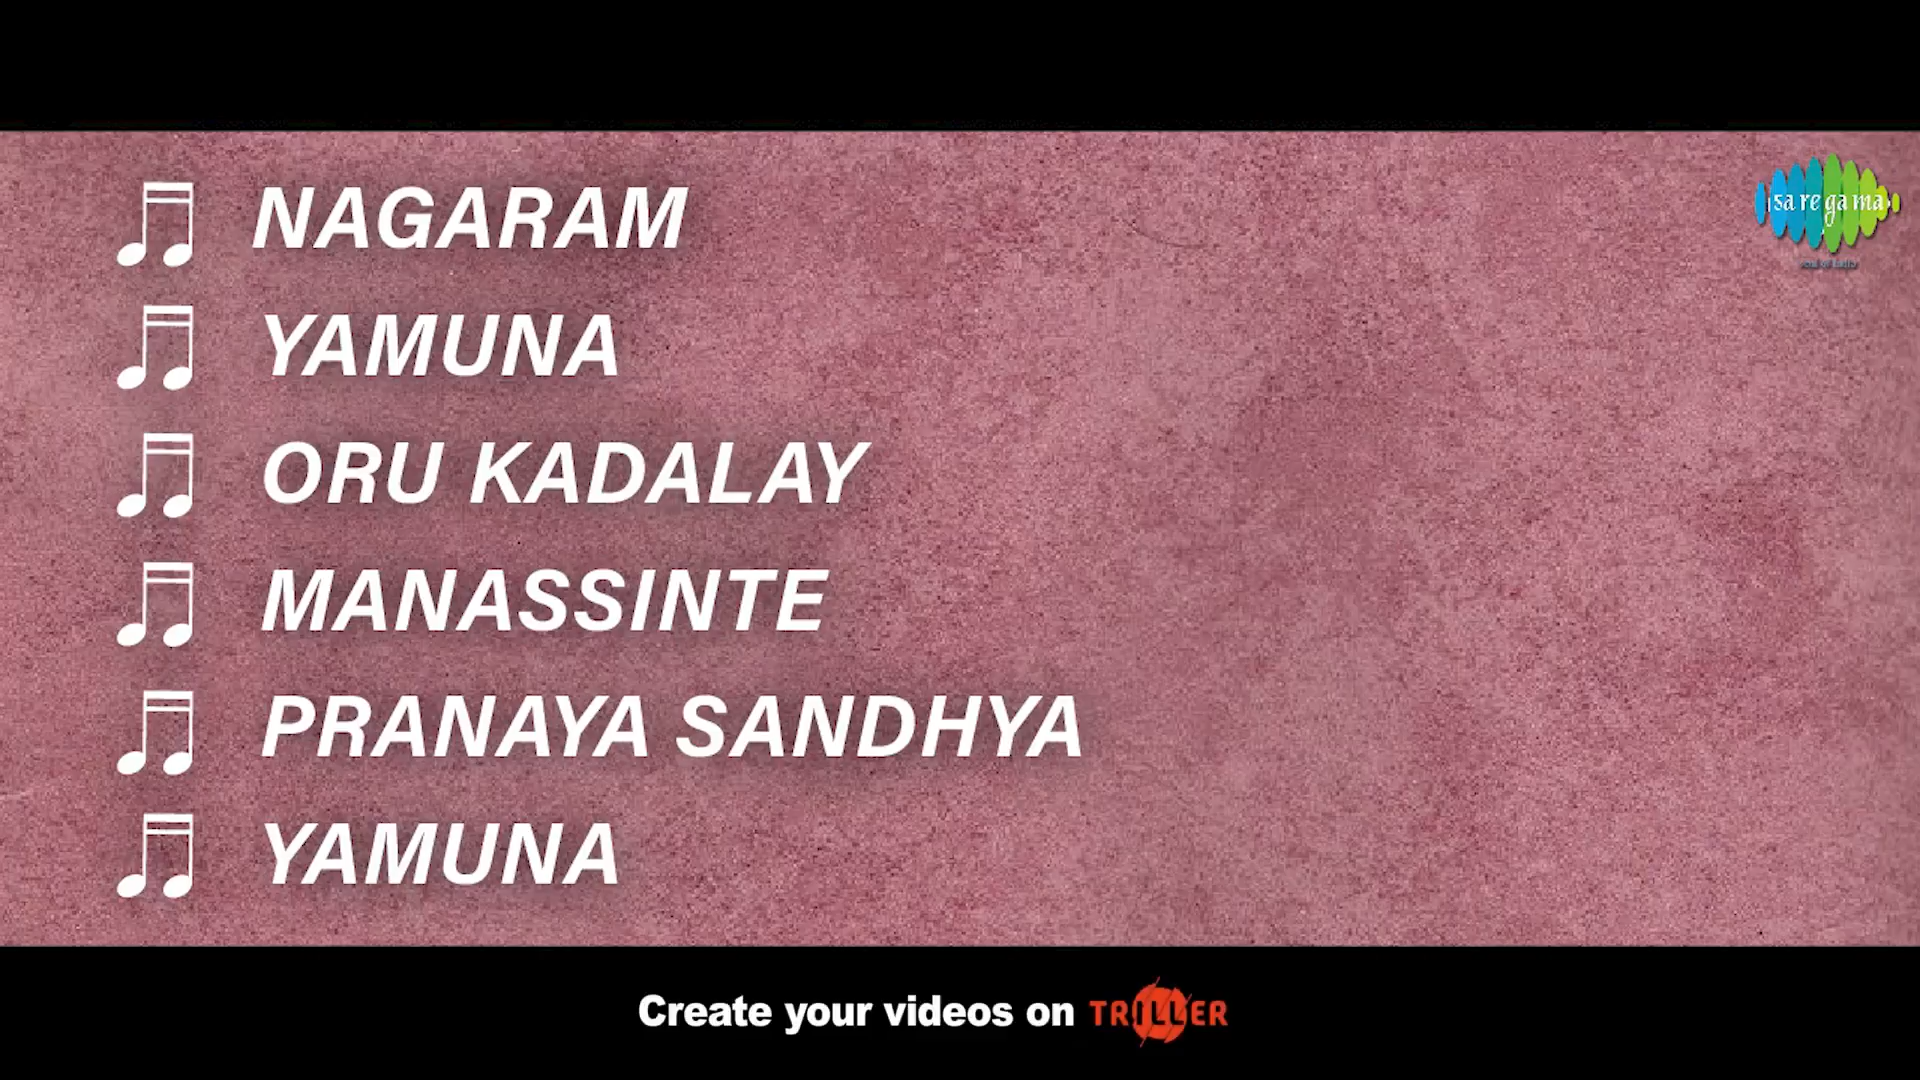 NAGARAM
sa re ga ma
YAMUNA
ORU KADALAY
MANASSINTE
PRANAYA SANDHYA
YAMUNA
Create your videos on TRILLER